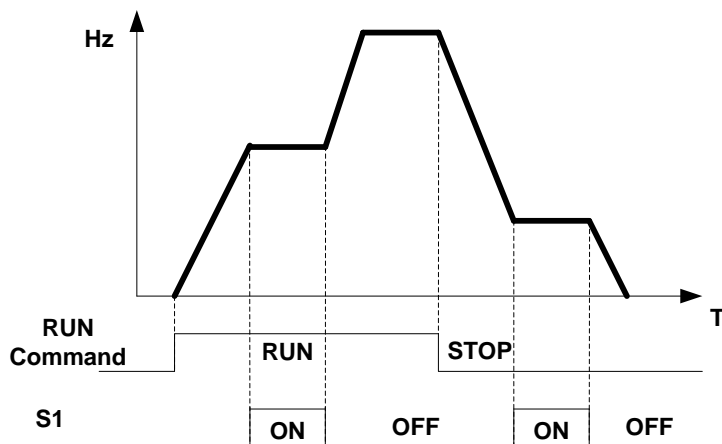 Hz
T
RUN
Command
RUN
STOP
S1
ON
OFF
ON
OFF